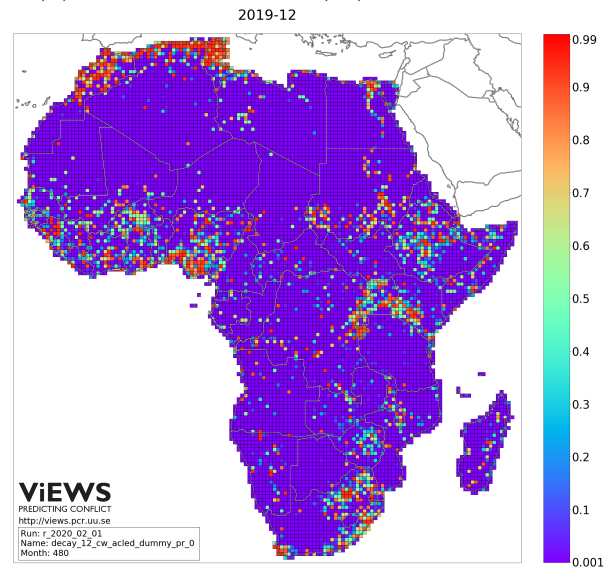 2019-12
0.99
0.9
0.8
0.7
0.6
0.5
0.4
0.3
0.2
0.1
0.001
ViEWS
PREDICTING CONFLICT
http://views.pcr.uu.se
Run: r_2020_02_01
Name: decay_12_cw_acled_dummy_pr_0
Month: 480